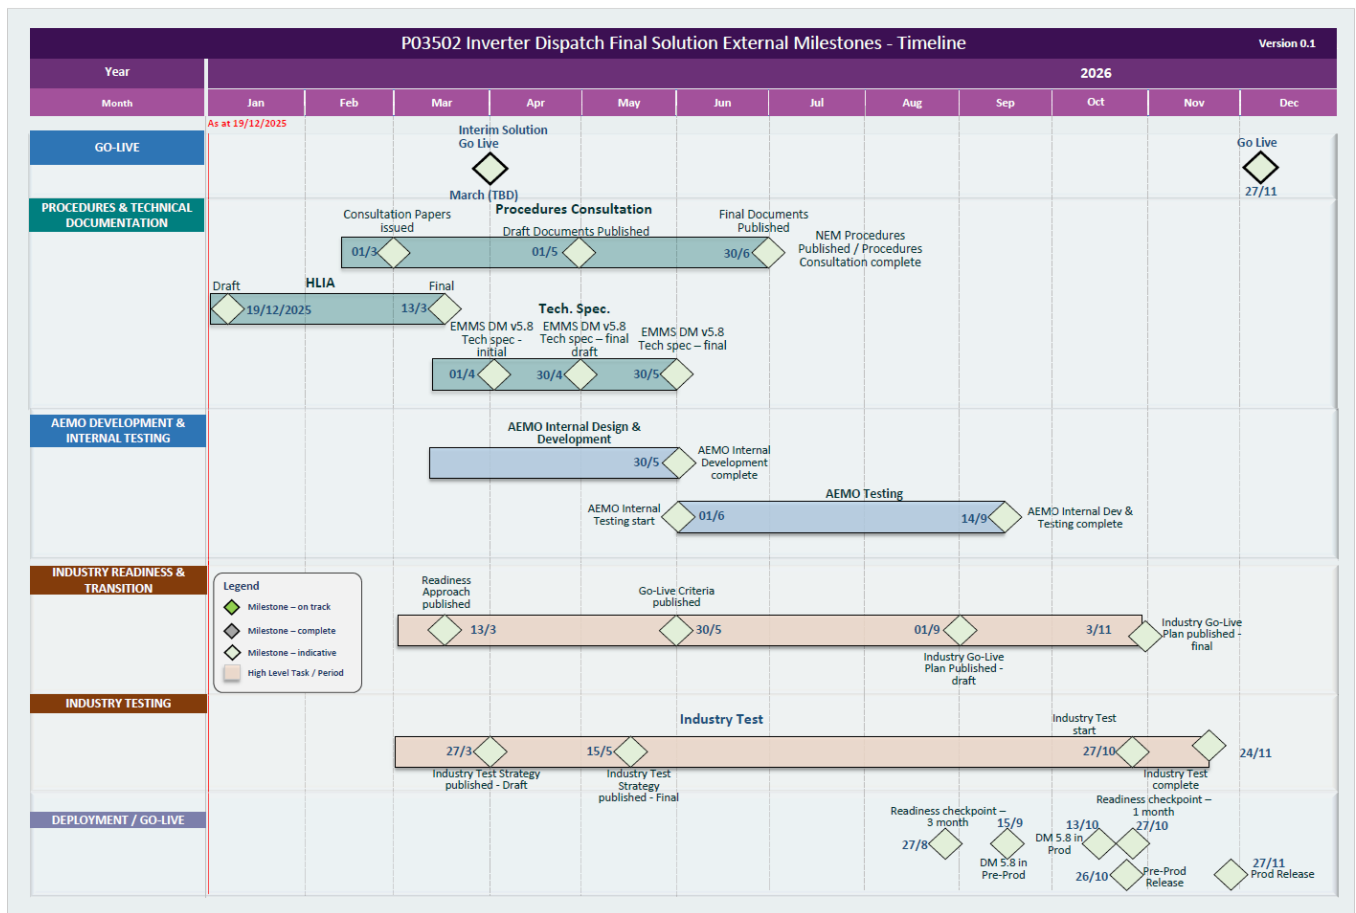 P03502 Inverter Dispatch Final Solution External Milestones - Timeline
Version 0.1
Year
2026
Month
Jan
Feb
Mar
Apr
May
Jun
Jul
Aug
Sep
Oct
Nov
Dec
As at 19/12/2025
GO-LIVE
Interim Solution
Go Live
March (TBD)
Go Live
27/11
PROCEDURES & TECHNICAL
DOCUMENTATION
Procedures Consultation
Consultation Papers
issued
01/3
Draft Documents Published
01/5
Final Documents
Published
30/6
NEM Procedures
Published / Procedures
Consultation complete
HLIA
Draft
19/12/2025
Final
13/3
Tech. Spec.
EMMS DM v5.8
Tech spec -
initial
01/4
EMMS DM v5.8
Tech spec – final
draft
30/4
EMMS DM v5.8
Tech spec – final
30/5
AEMO DEVELOPMENT &
INTERNAL TESTING
AEMO Internal Design &
Development
30/5
AEMO Internal
Development
complete
AEMO Testing
AEMO Internal
Testing start
01/6
14/9
AEMO Internal Dev &
Testing complete
INDUSTRY READINESS &
TRANSITION
Legend
Milestone – on track
Milestone – complete
Milestone – indicative
High Level Task / Period
Readiness
Approach
published
13/3
Go-Live Criteria
published
30/5
01/9
Industry Go-Live
Plan Published -
draft
3/11
Industry Go-Live
Plan published -
final
INDUSTRY TESTING
Industry Test
27/3
Industry Test Strategy
published - Draft
15/5
Industry Test
Strategy
published - Final
Industry Test
start
27/10
24/11
Industry Test
complete
DEPLOYMENT / GO-LIVE
Readiness checkpoint –
3 month
27/8
15/9
DM 5.8 in
Pre-Prod
13/10
DM 5.8 in
Prod
Readiness checkpoint –
1 month
27/10
26/10
Pre-Prod
Release
27/11
Prod Release